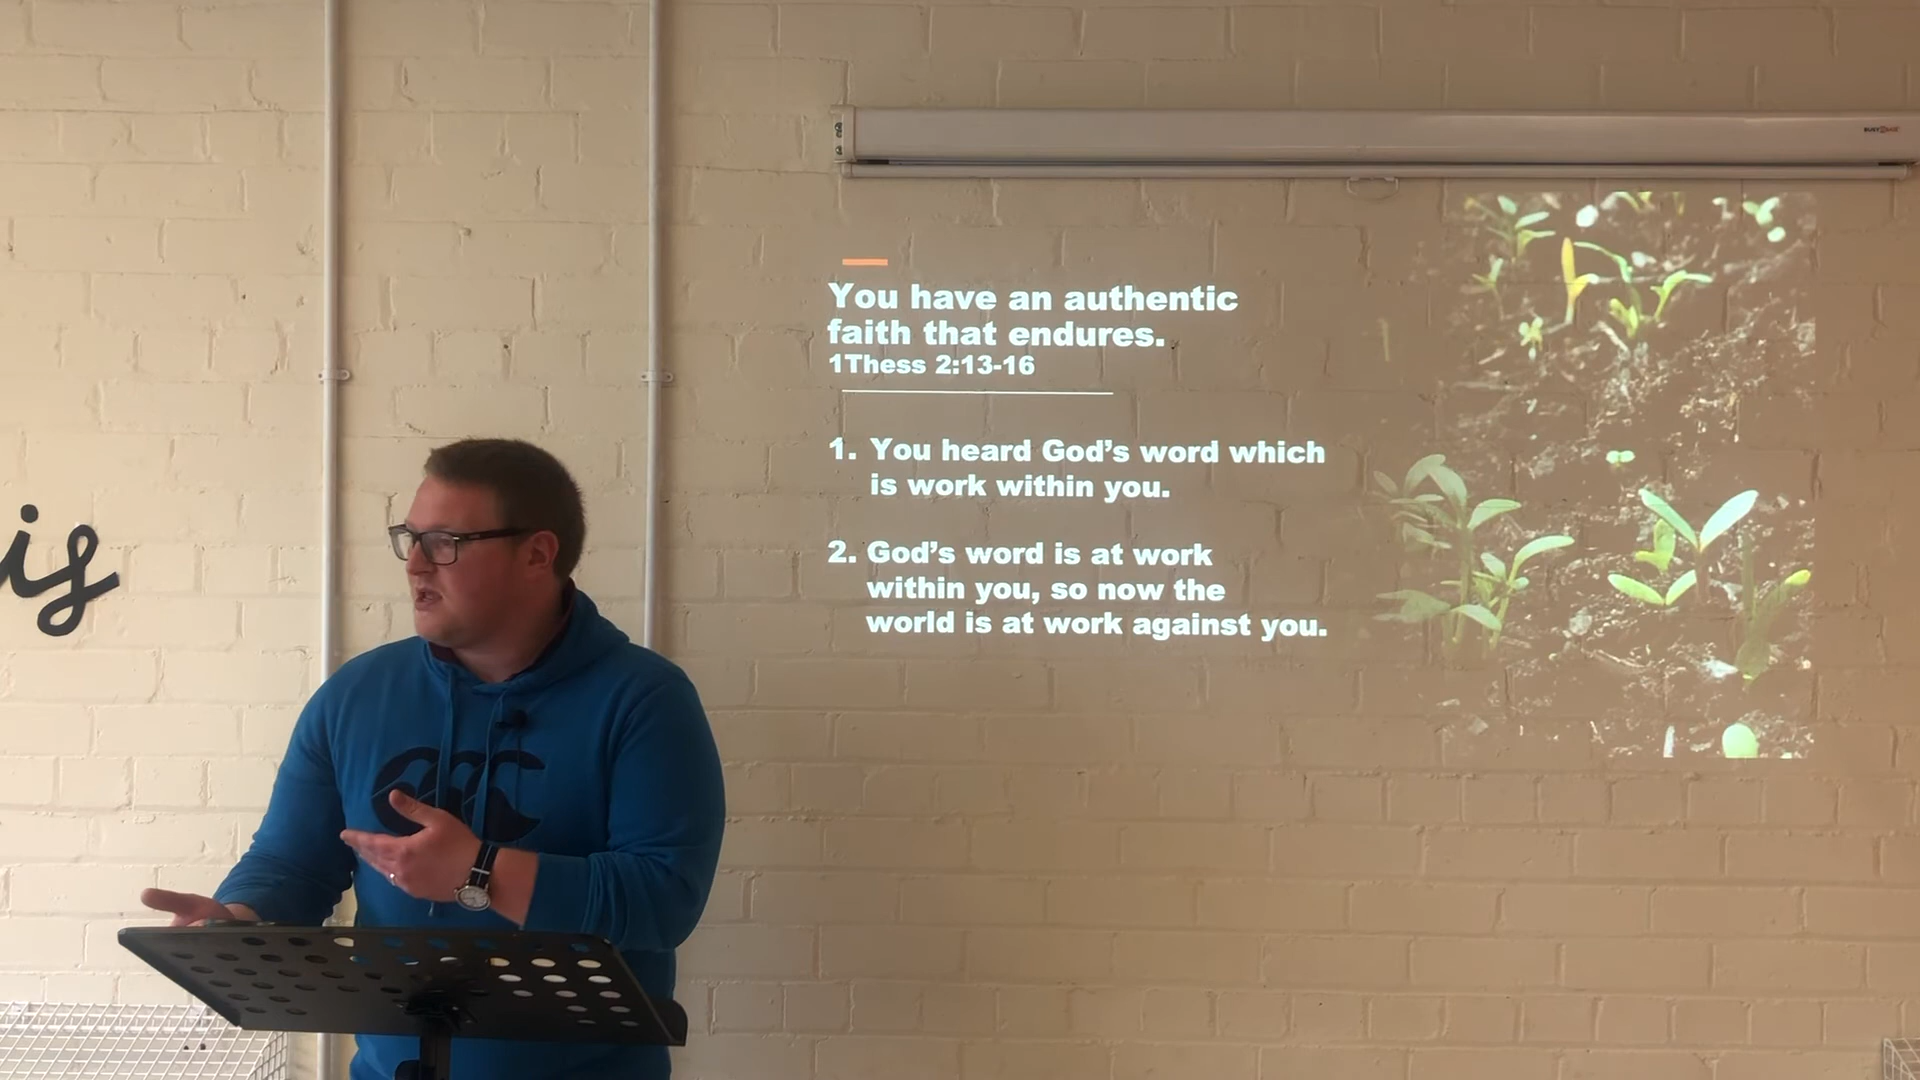 You have an authentic
faith that endures.
1Thess 2:13-16
1. You heard God's word which
is work within you.
2. God's word is at work
within you, so now the
world is at work against you.
is